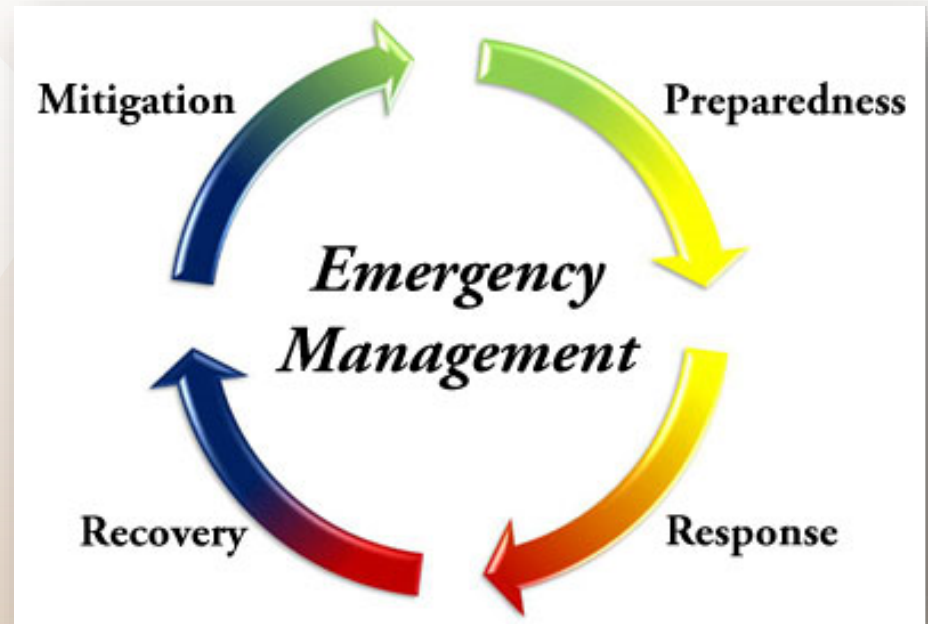 Mitigation
Preparedness
Emergency
Management
Recovery
Response